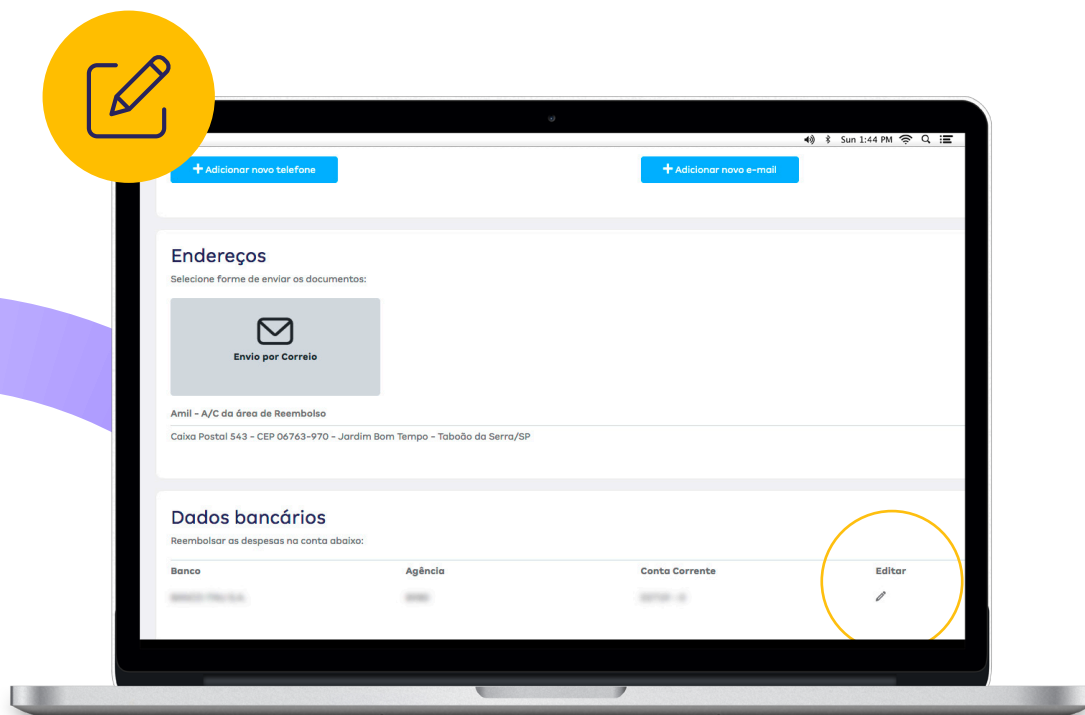 Sun 1:44 PM
+ Adicionar novo telefone
+ Adicionar novo e-mail
Endereços
Selecione forme de enviar os documentos:
Envio por Correio
Amil - A/C da área de Reembolso
Caixa Postal 543 - CEP 06763-970 - Jardim Bom Tempo - Taboão da Serra/SP
Dados bancários
Reembolsar as despesas na conta abaixo:
Banco Agência Conta Corrente Editar